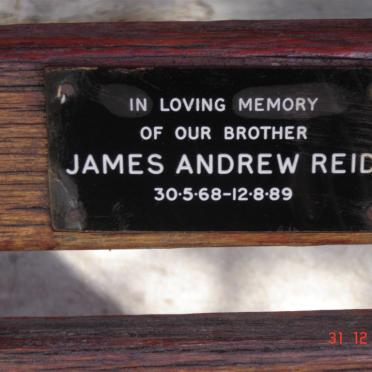 IN LOVING MEMORY
OF OUR BROTHER
JAMES ANDREW REID
30·5·68-12·8·89
31 12